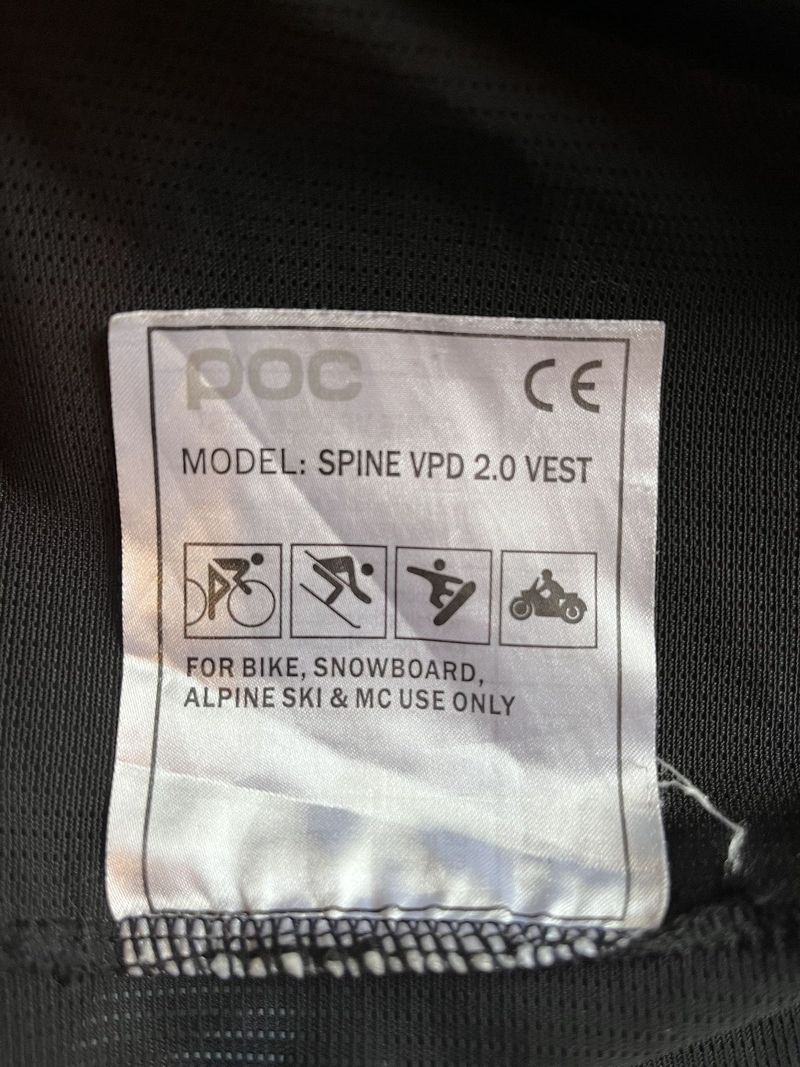 poc CE
MODEL: SPINE VPD 2.0 VEST
FOR BIKE, SNOWBOARD,
ALPINE SKI & MC USE ONLY